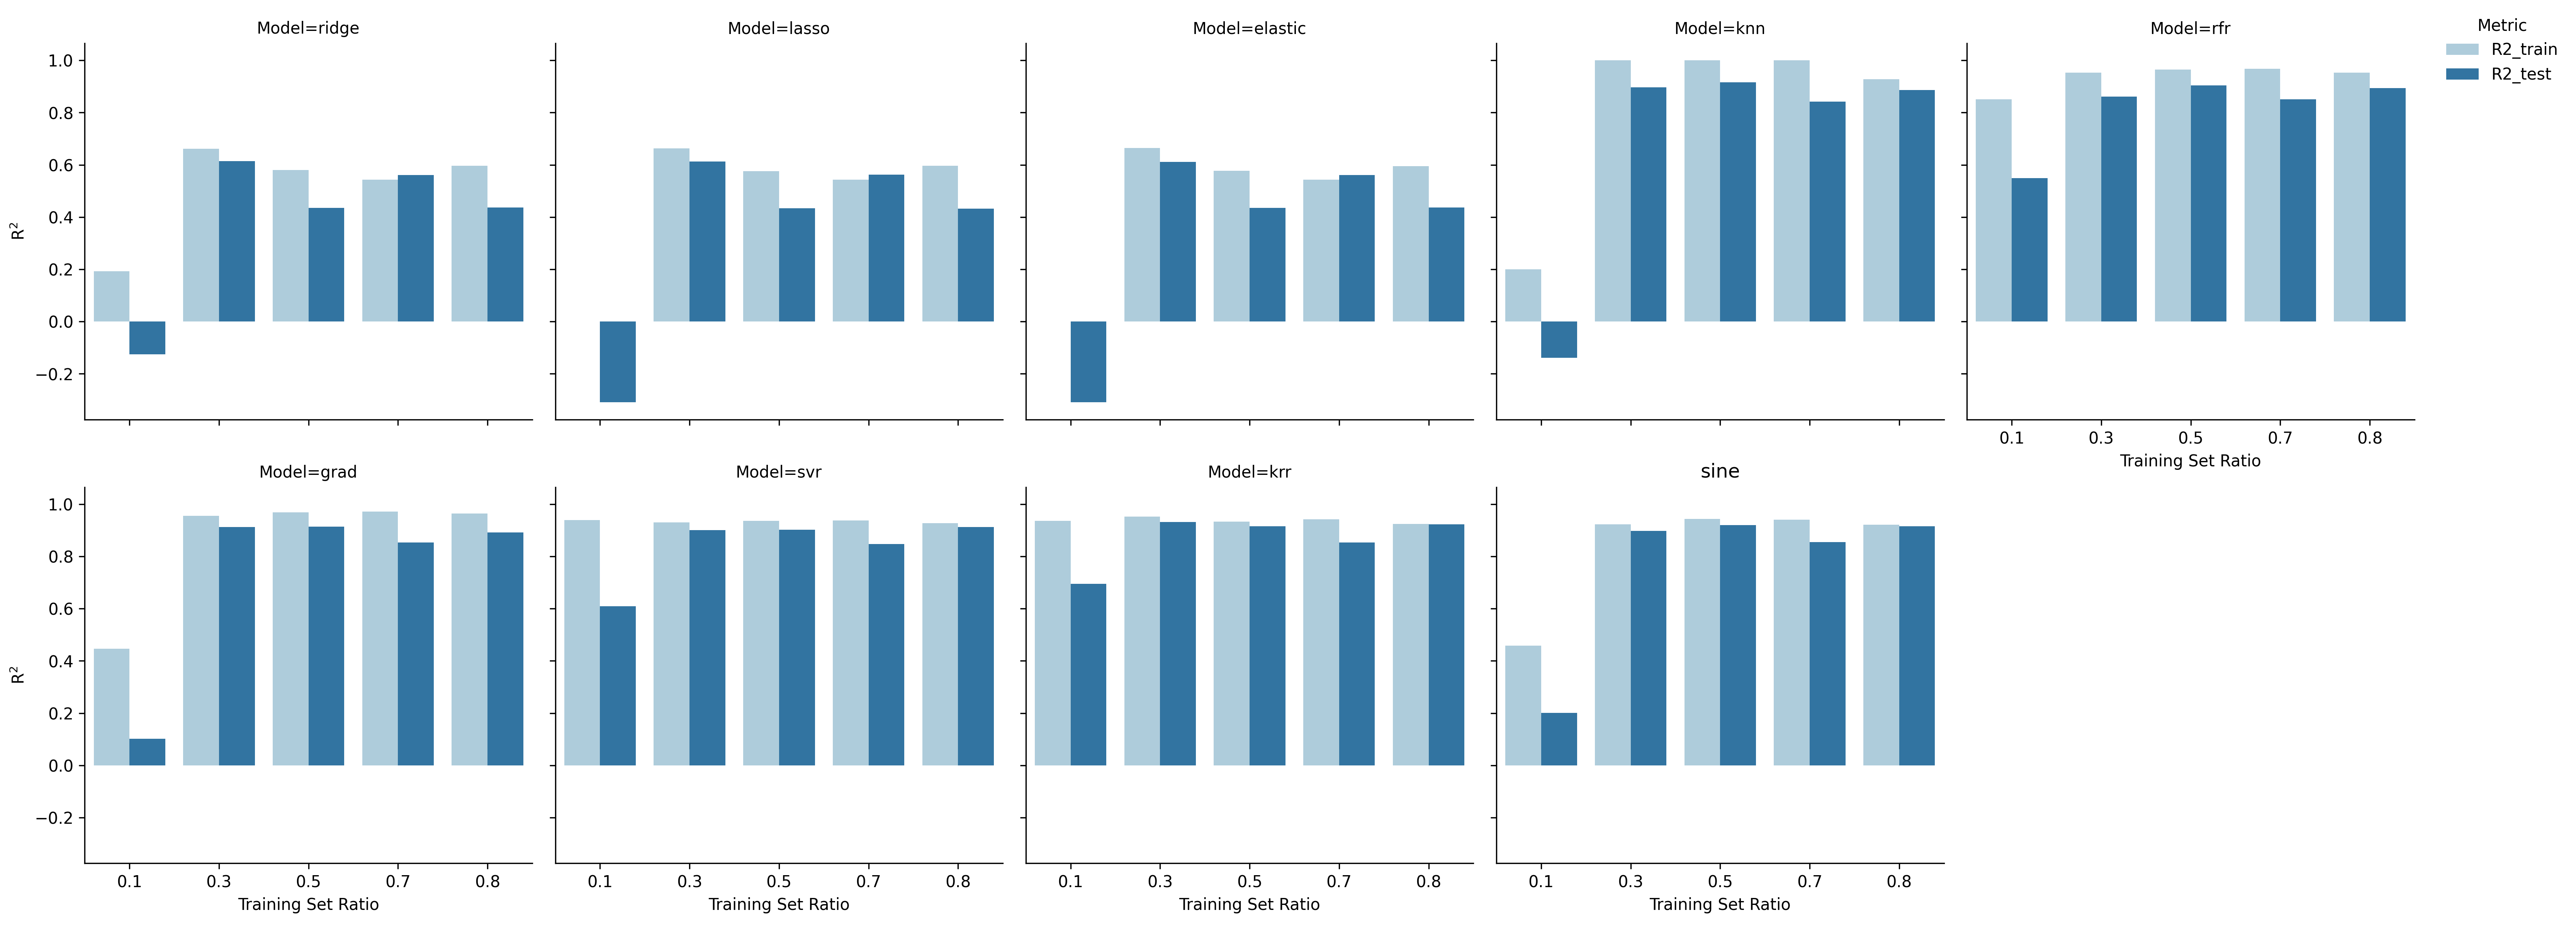 Model=ridge
Model=lasso
Model=elastic
Model=knn
Model=rfr
Metric
R2_train
R2_test
R²
1.0
0.8
0.6
0.4
0.2
0.0
−0.2
0.1 0.3 0.5 0.7 0.8
Training Set Ratio
Model=grad
Model=svr
Model=krr
sine
R²
1.0
0.8
0.6
0.4
0.2
0.0
−0.2
0.1 0.3 0.5 0.7 0.8
Training Set Ratio
0.1 0.3 0.5 0.7 0.8
Training Set Ratio
0.1 0.3 0.5 0.7 0.8
Training Set Ratio
0.1 0.3 0.5 0.7 0.8
Training Set Ratio